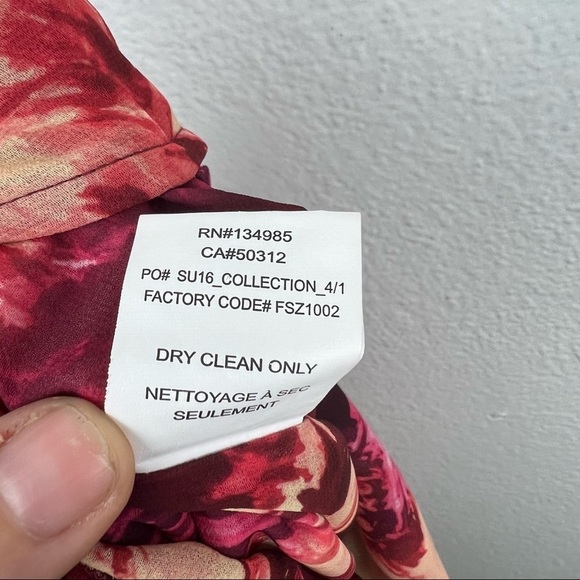 RN#134985
CA#50312
PO# SU16_COLLECTION_4/1
FACTORY CODE# FSZ1002
DRY CLEAN ONLY
NETTOYAGE À SEC
SEULEMENT